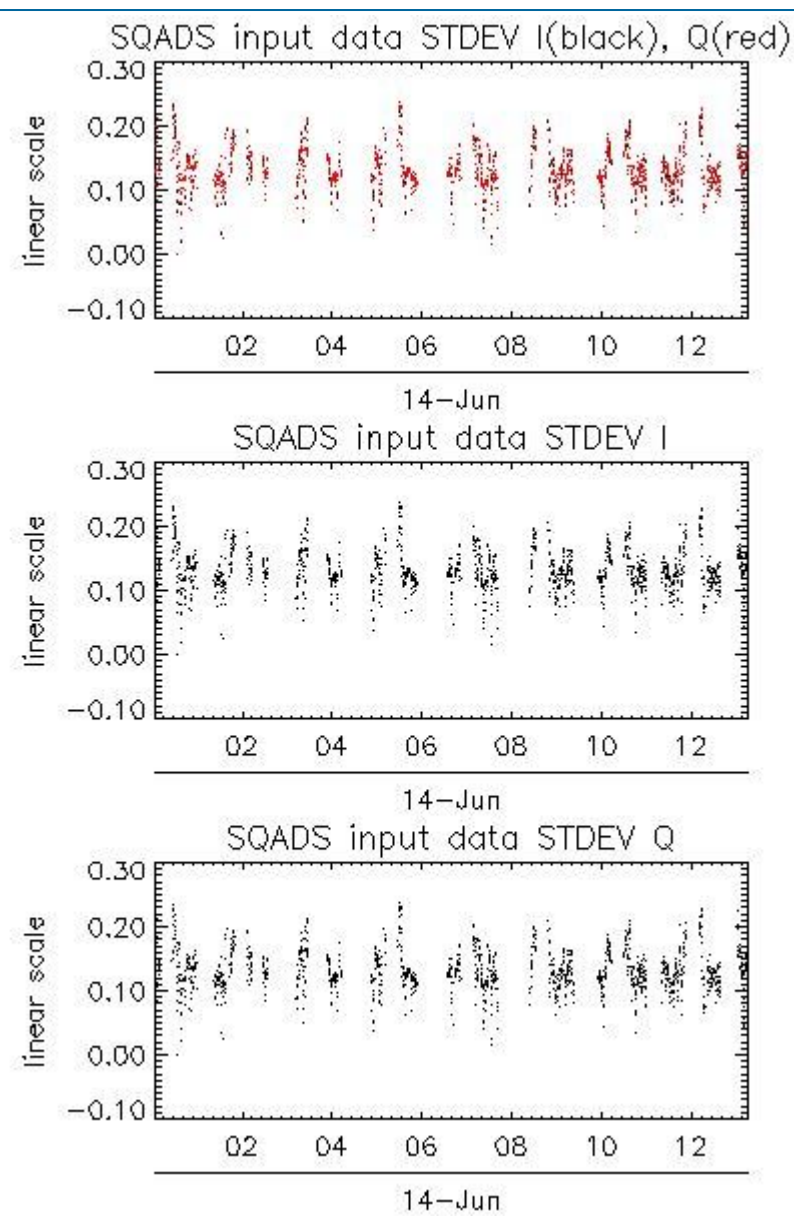 SQADS input data STDEV I(black), Q(red)
0.30
0.20
0.10
0.00
-0.10
linear scale
02 04 06 08 10 12
14-Jun
SQADS input data STDEV I
0.30
0.20
0.10
0.00
-0.10
linear scale
02 04 06 08 10 12
14-Jun
SQADS input data STDEV Q
0.30
0.20
0.10
0.00
-0.10
linear scale
02 04 06 08 10 12
14-Jun